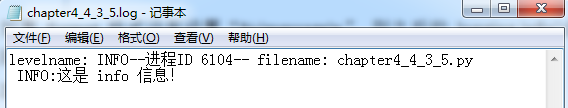 chapter4_4_3_5.log - 记事本
文件(F) 编辑(E) 格式(O) 查看(V) 帮助(H)
levelname: INFO--进程ID 6104-- filename: chapter4_4_3_5.py
INFO:这是 info 信息!